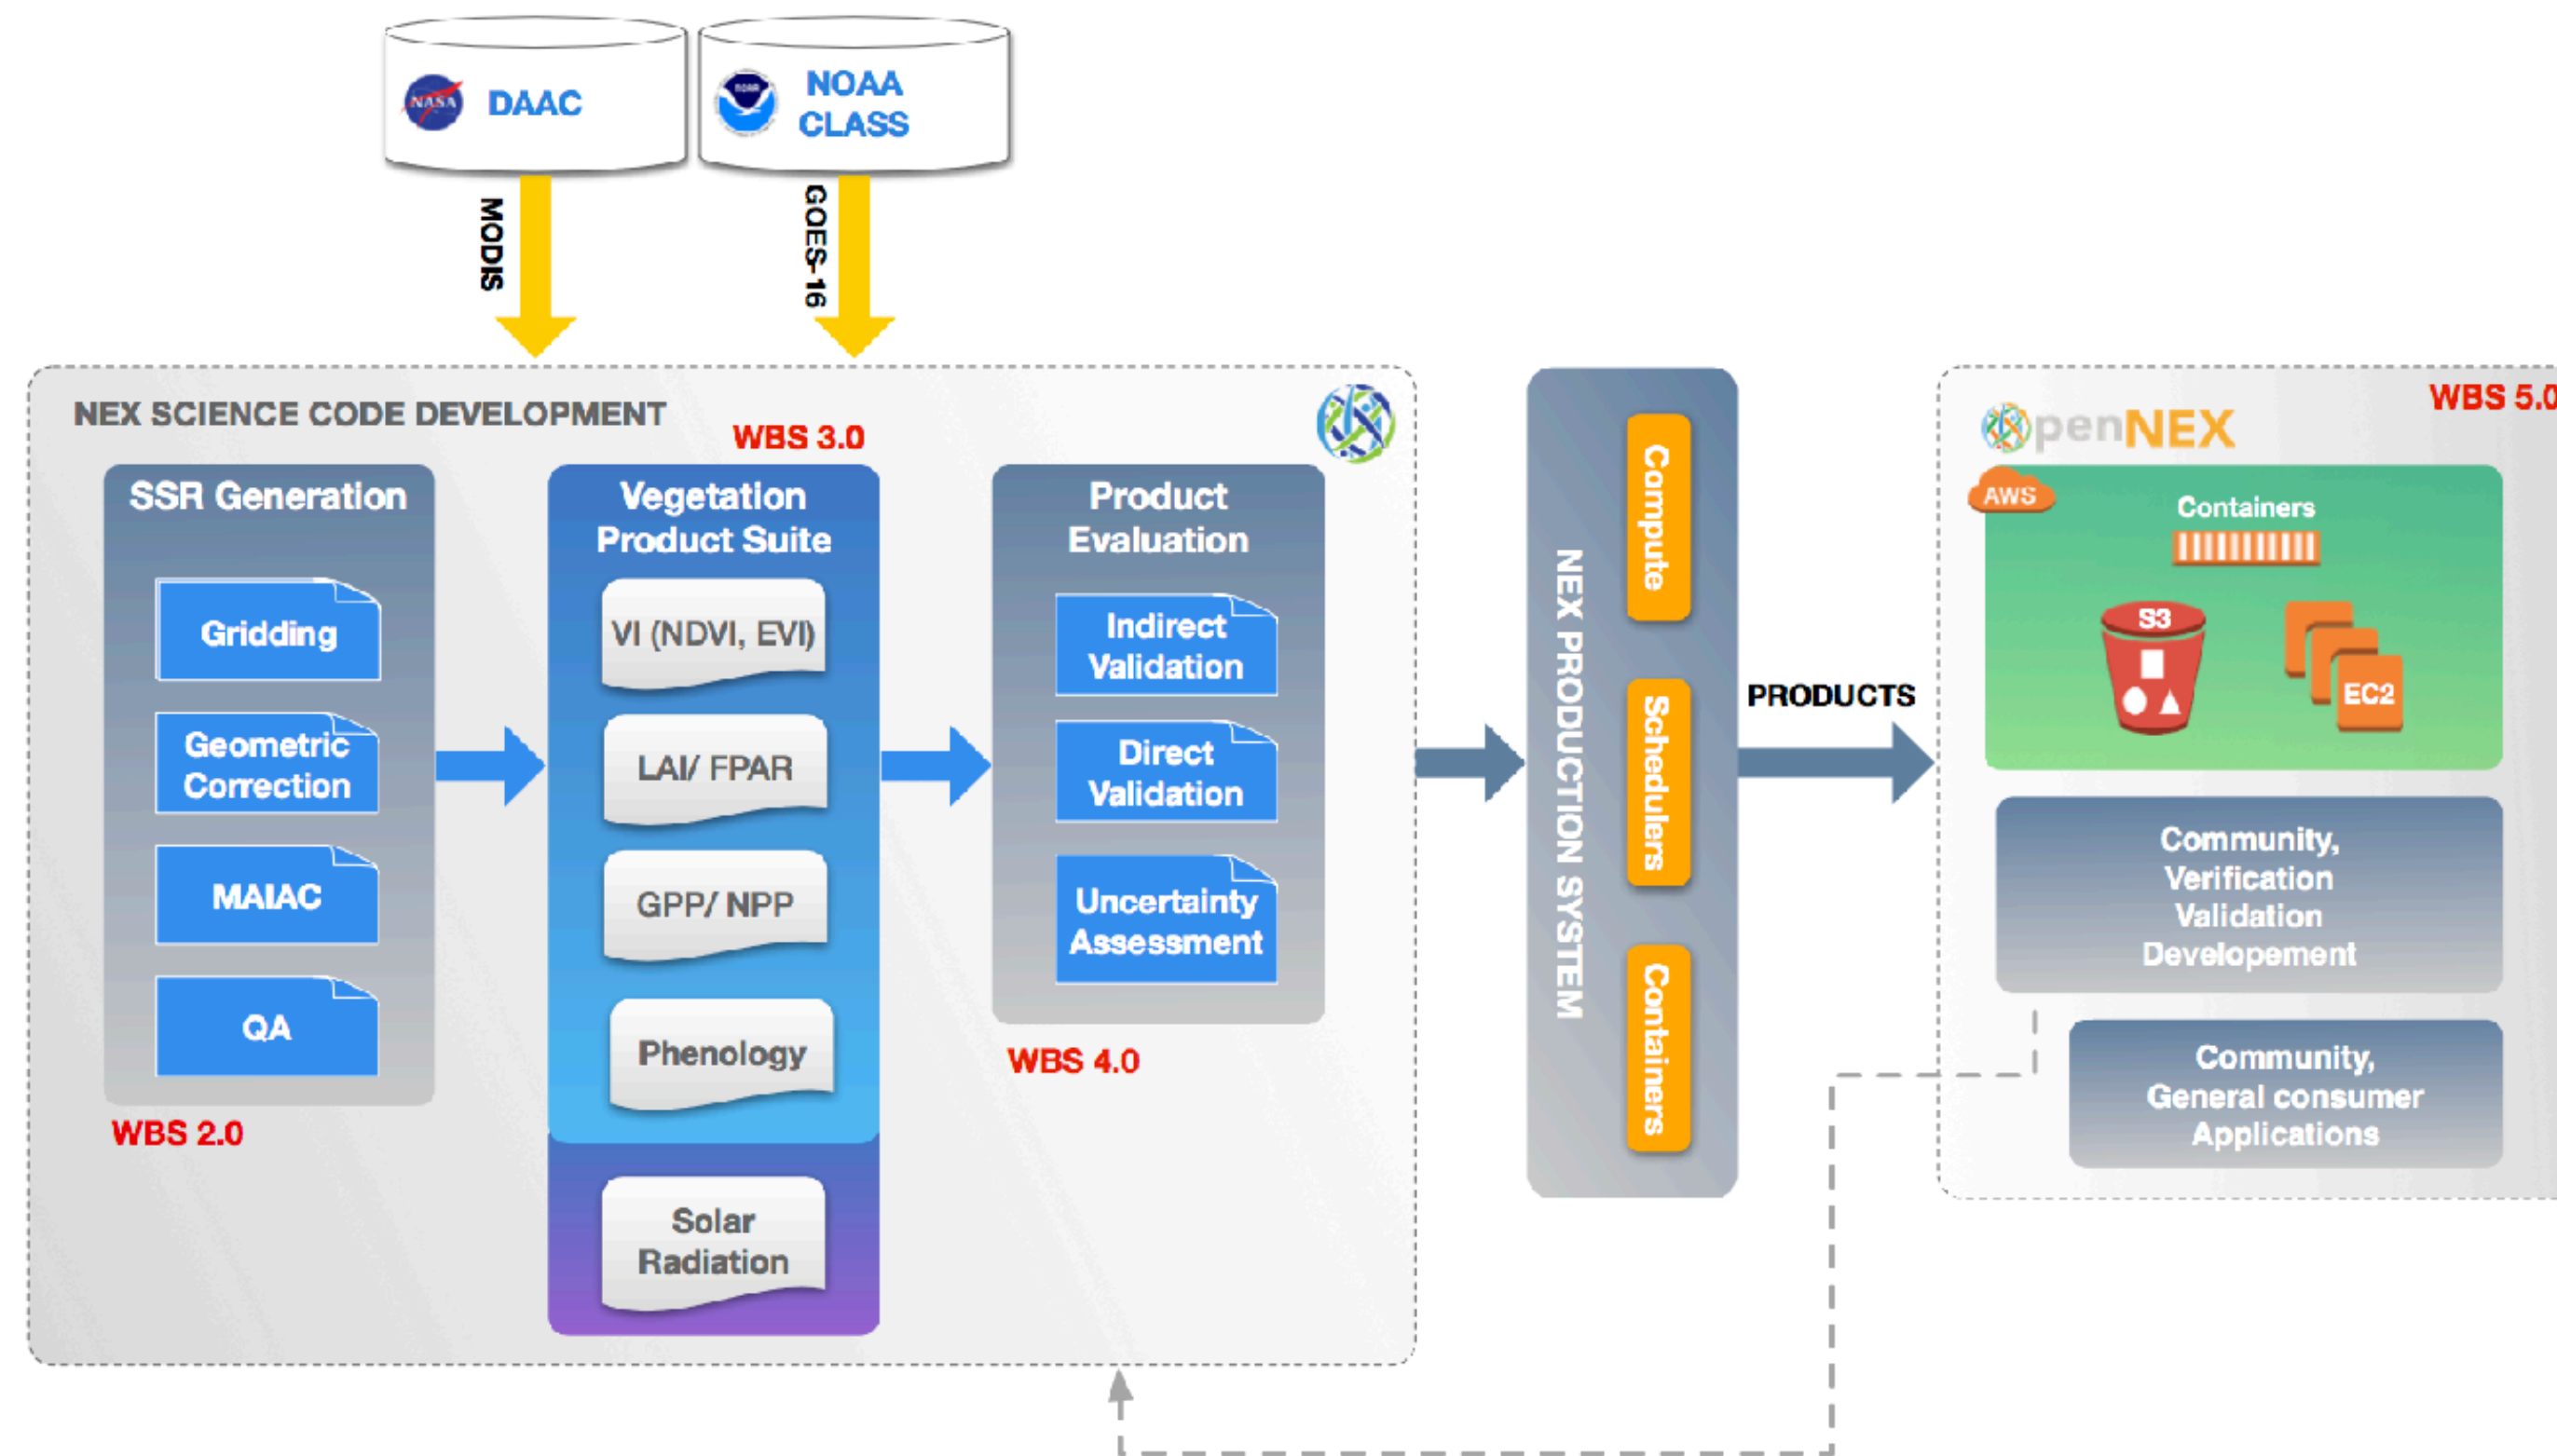 NASA
DAAC
NOAA
NOAA
CLASS
MODIS
GOES-16
NEX SCIENCE CODE DEVELOPMENT
WBS 3.0
SSR Generation
Gridding
Geometric
Correction
MAIAC
QA
WBS 2.0
Vegetation
Product Suite
VI (NDVI, EVI)
LAI/ FPAR
GPP/ NPP
Phenology
Solar
Radiation
Product
Evaluation
Indirect
Validation
Direct
Validation
Uncertainty
Assessment
WBS 4.0
NEX PRODUCTION SYSTEM
Compute
Schedulers
Containers
PRODUCTS
WBS 5.0
penNEX
AWS
Containers
S3
EC2
Community,
Verification
Validation
Developement
Community,
General consumer
Applications